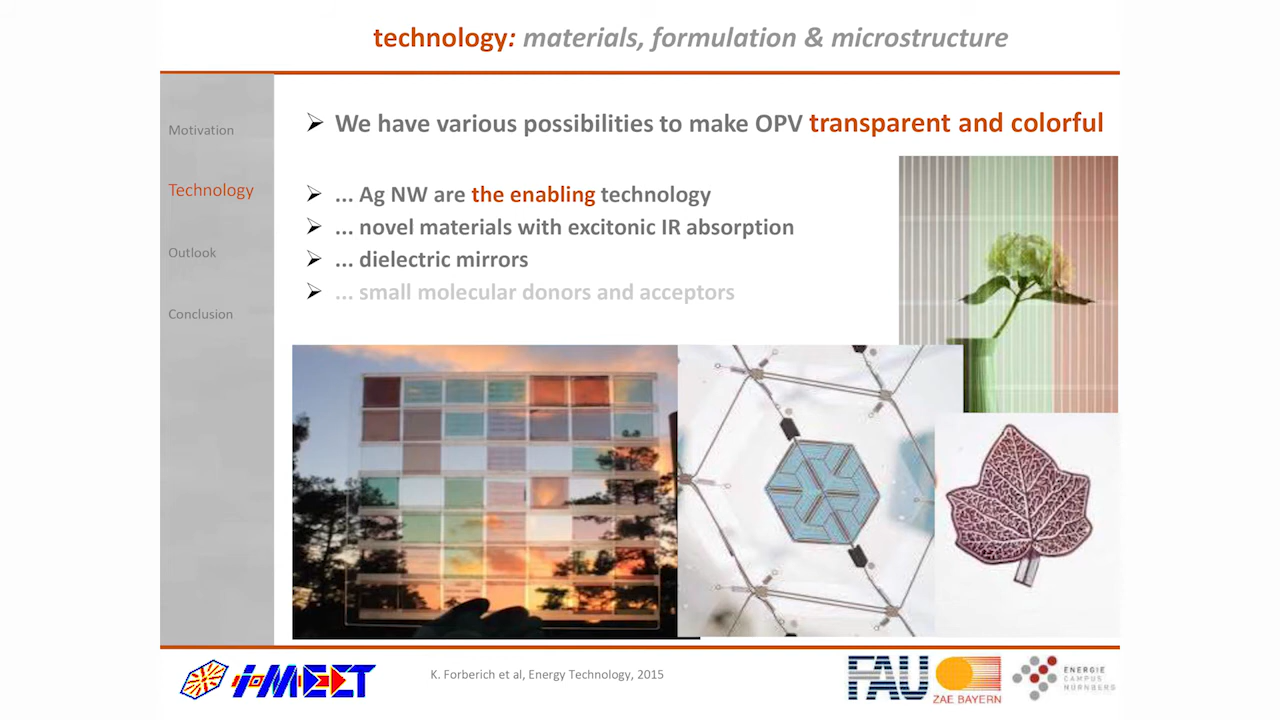 technology: materials, formulation & microstructure
Motivation
Technology
Outlook
Conclusion
We have various possibilities to make OPV transparent and colorful
... Ag NW are the enabling technology
... novel materials with excitonic IR absorption
... dielectric mirrors
... small molecular donors and acceptors
i-MEET
K. Forberich et al, Energy Technology, 2015
FAU
ZAE BAYERN
ENERGIE
CAMPUS
NÜRNBERG